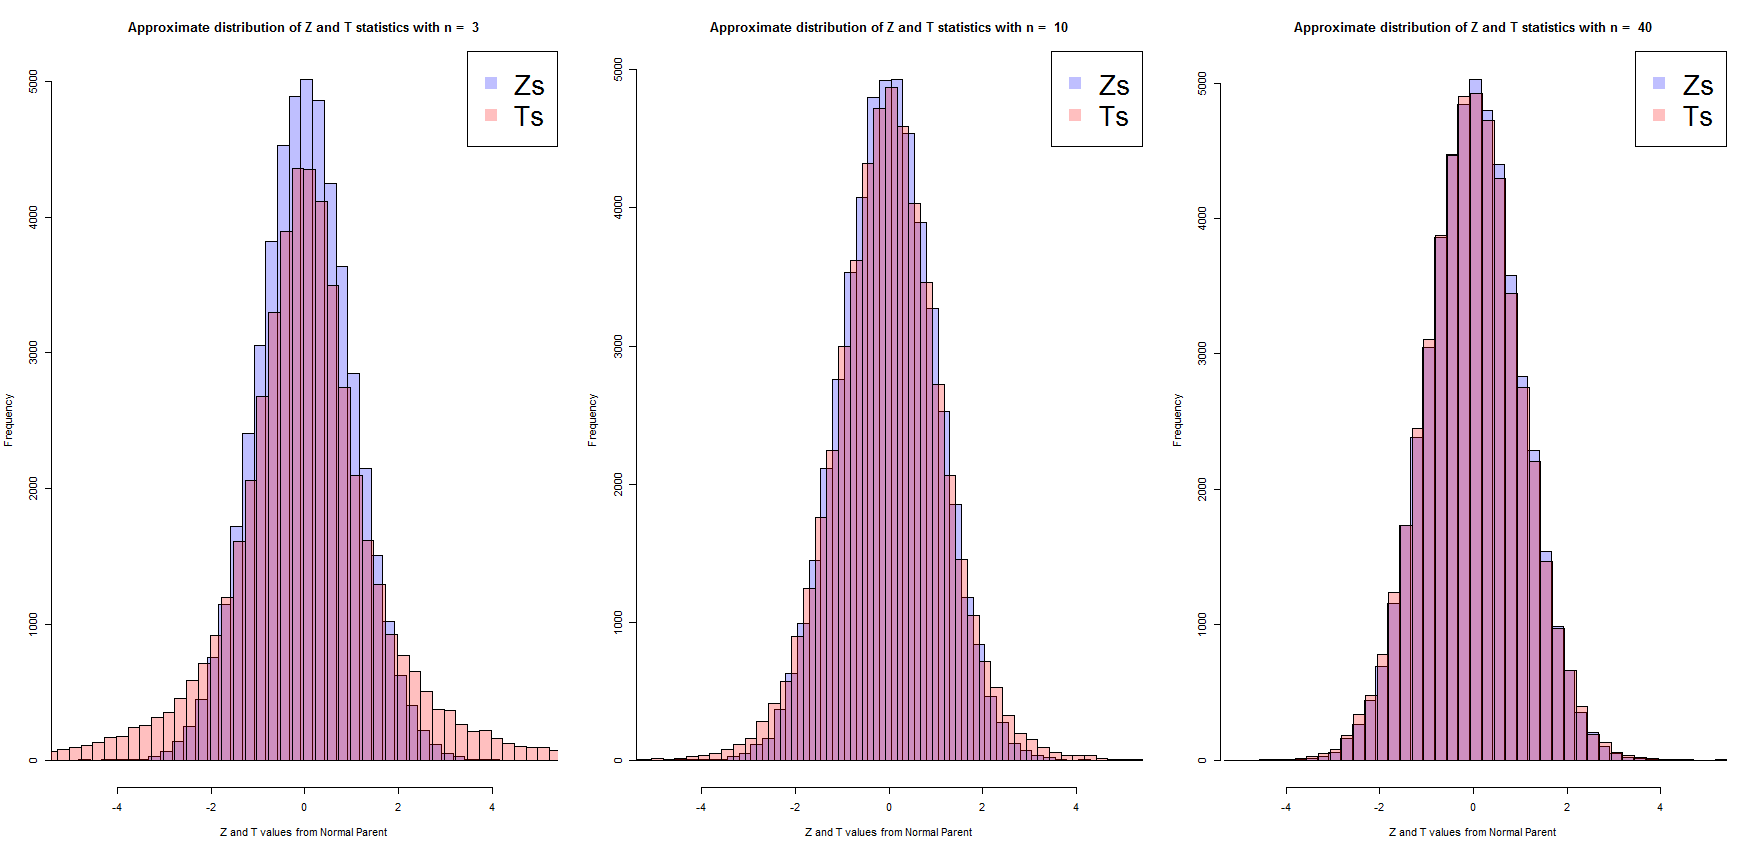 Approximate distribution of Z and T statistics with n =  3
Zs
Ts
5000
4000
3000
2000
1000
0
Frequency
-4 -2 0 2 4
Z and T values from Normal Parent
Approximate distribution of Z and T statistics with n =  10
Zs
Ts
5000
4000
3000
2000
1000
0
Frequency
-4 -2 0 2 4
Z and T values from Normal Parent
Approximate distribution of Z and T statistics with n =  40
Zs
Ts
5000
4000
3000
2000
1000
0
Frequency
-4 -2 0 2 4
Z and T values from Normal Parent